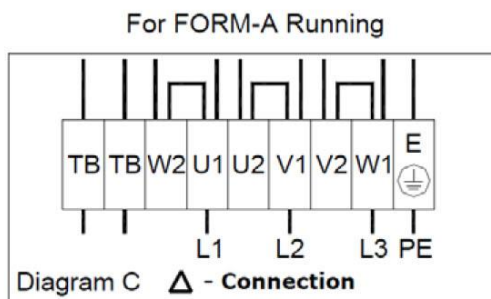 For FORM-A Running
E
TB TB W2 U1 U2 V1 V2 W1
L1 L2 L3 PE
Diagram C Δ - Connection